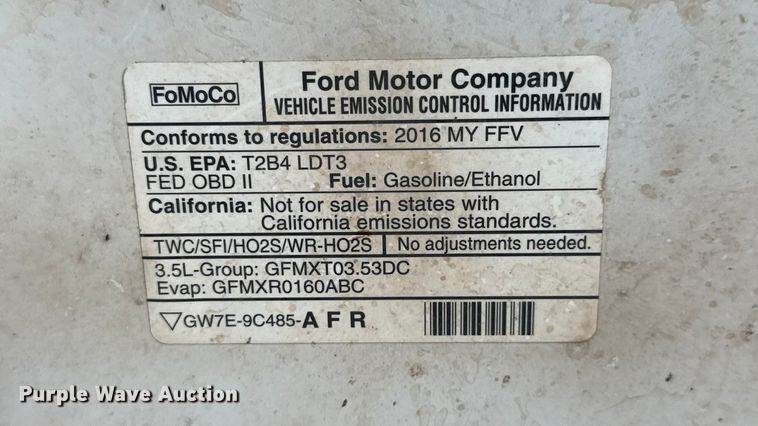 FoMoCo
Ford Motor Company
VEHICLE EMISSION CONTROL INFORMATION
Conforms to regulations: 2016 MY FFV
U.S. EPA: T2B4 LDT3
FED OBD II Fuel: Gasoline/Ethanol
California: Not for sale in states with
California emissions standards.
TWC/SFI/HO2S/WR-HO2S No adjustments needed.
3.5L-Group: GFMXT03.53DC
Evap: GFMXR0160ABC
GW7E-9C485-A F R
Purple Wave Auction